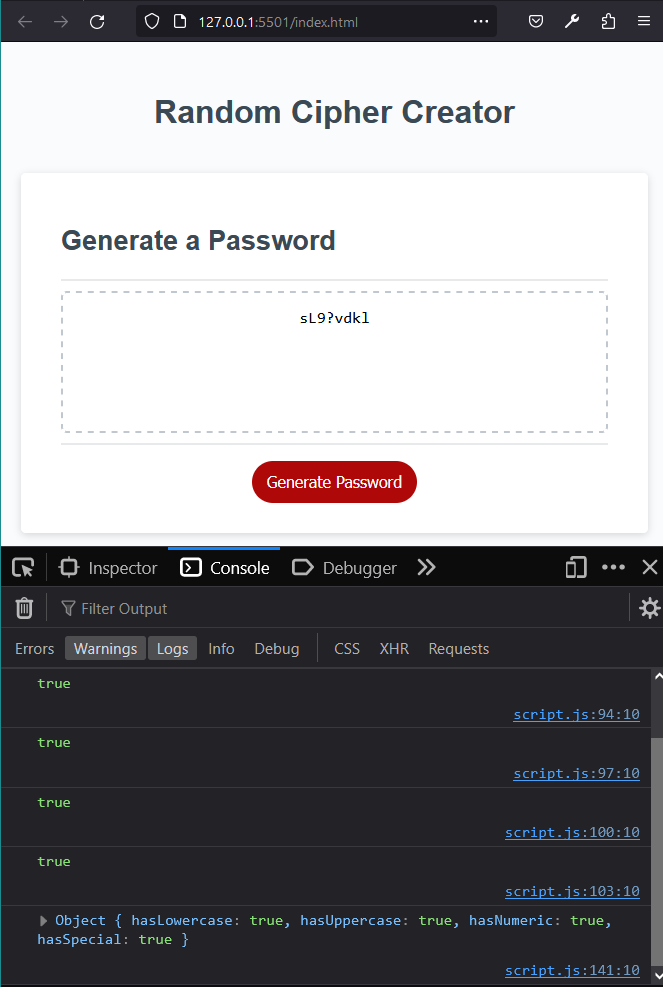 127.0.0.1:5501/index.html
Random Cipher Creator
Generate a Password
sL9?vdkl
Generate Password
Inspector Console Debugger
Filter Output
Errors Warnings Logs Info Debug CSS XHR Requests
true
script.js:94:10
true
script.js:97:10
true
script.js:100:10
true
script.js:103:10
Object { hasLowercase: true, hasUppercase: true, hasNumeric: true,
hasSpecial: true }
script.js:141:10